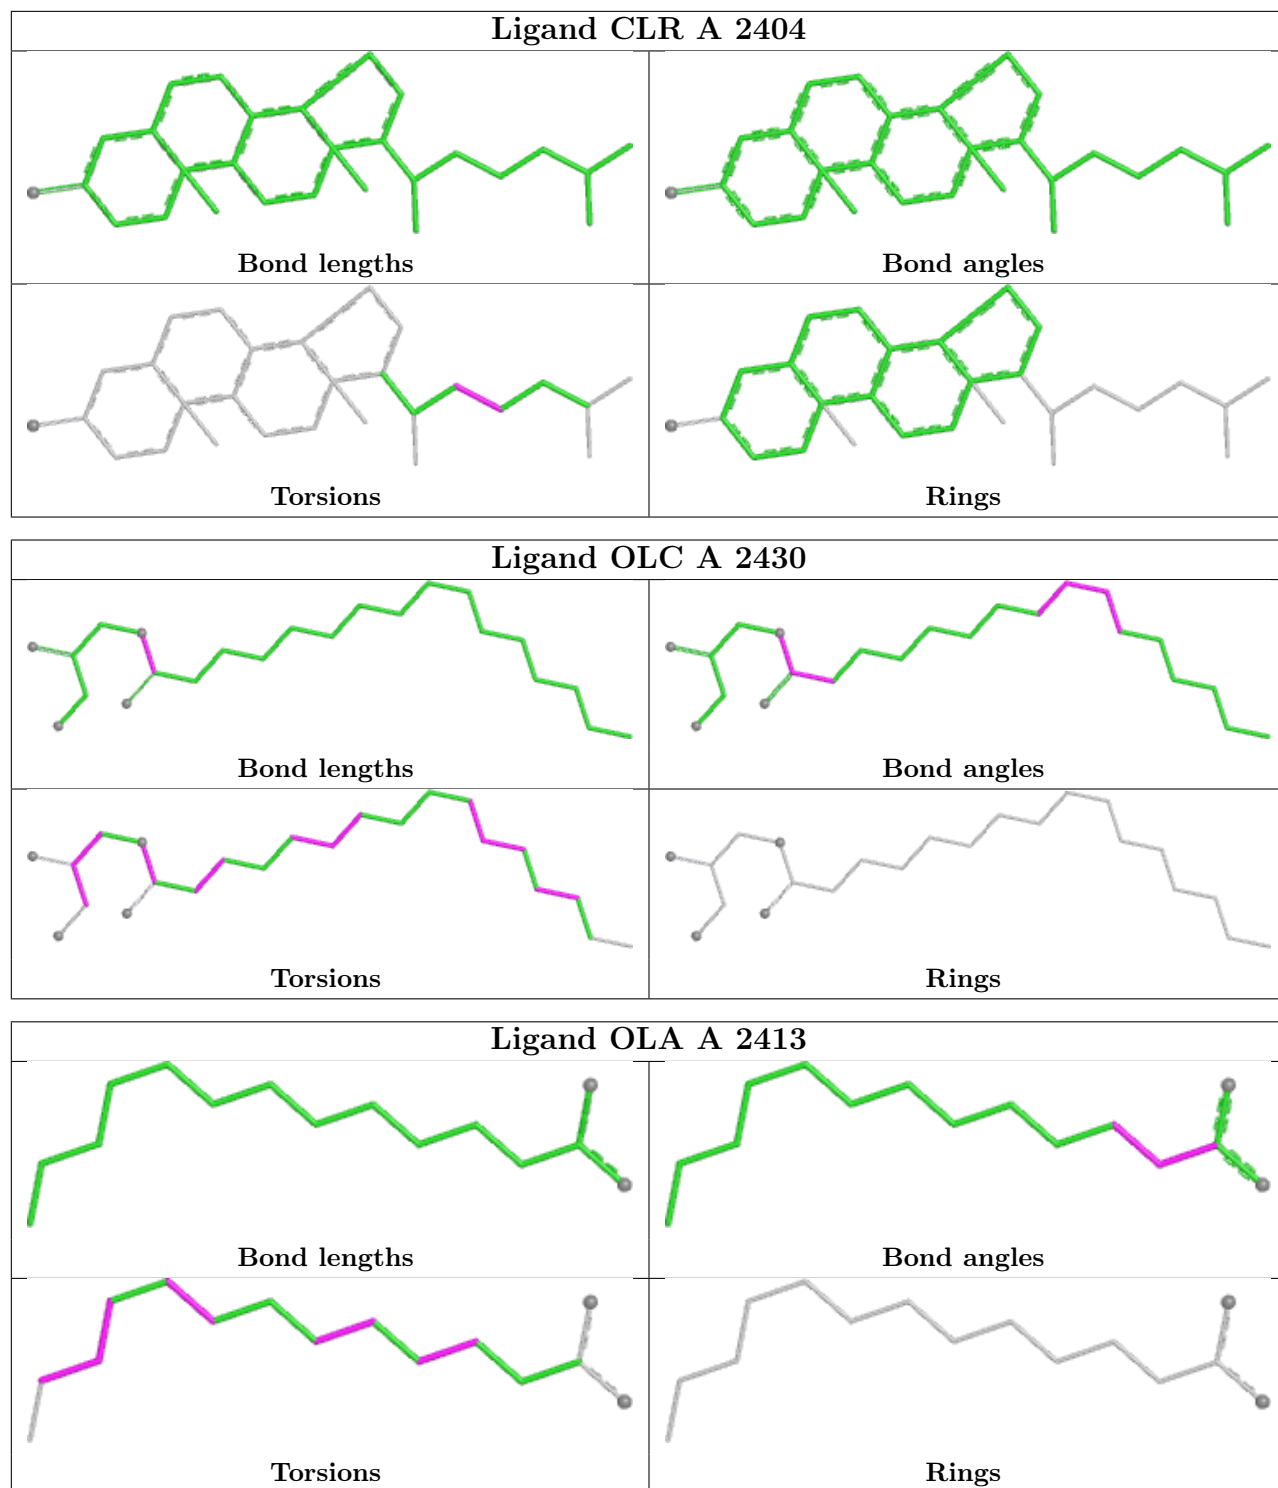 Ligand CLR A 2404
Bond lengths
Bond angles
Torsions
Rings
Ligand OLC A 2430
Bond lengths
Bond angles
Torsions
Rings
Ligand OLA A 2413
Bond lengths
Bond angles
Torsions
Rings